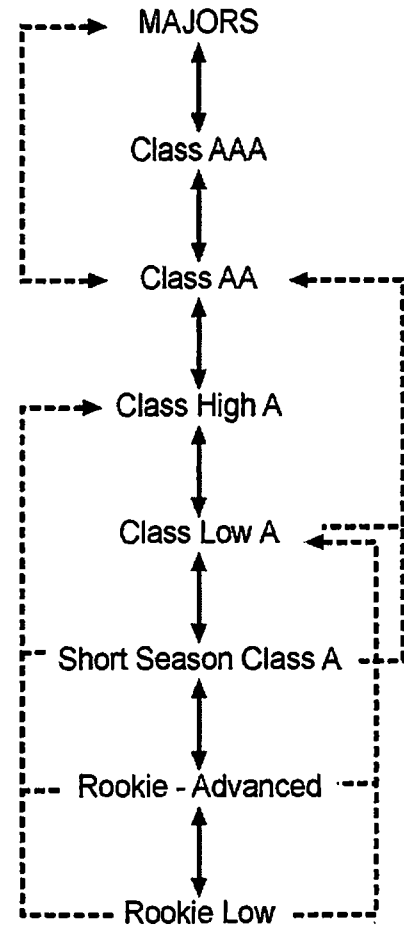 MAJORS
Class AAA
Class AA
Class High A
Class Low A
Short Season Class A
Rookie - Advanced
Rookie Low